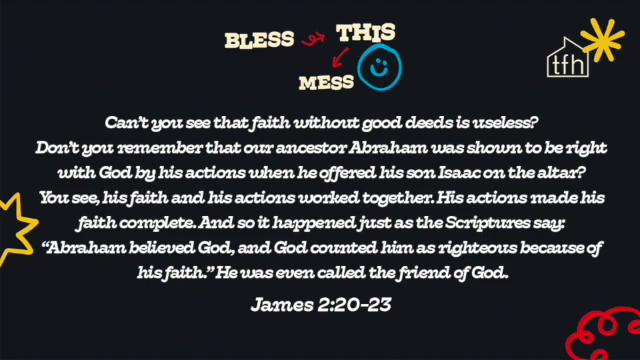 BLESS THIS
MESS
tfh
Can't you see that faith without good deeds is useless?
Don't you remember that our ancestor Abraham was shown to be right
with God by his actions when he offered his son Isaac on the altar?
You see, his faith and his actions worked together. His actions made his
faith complete. And so it happened just as the Scriptures say:
“Abraham believed God, and God counted him as righteous because of
his faith.” He was even called the friend of God.
James 2:20-23